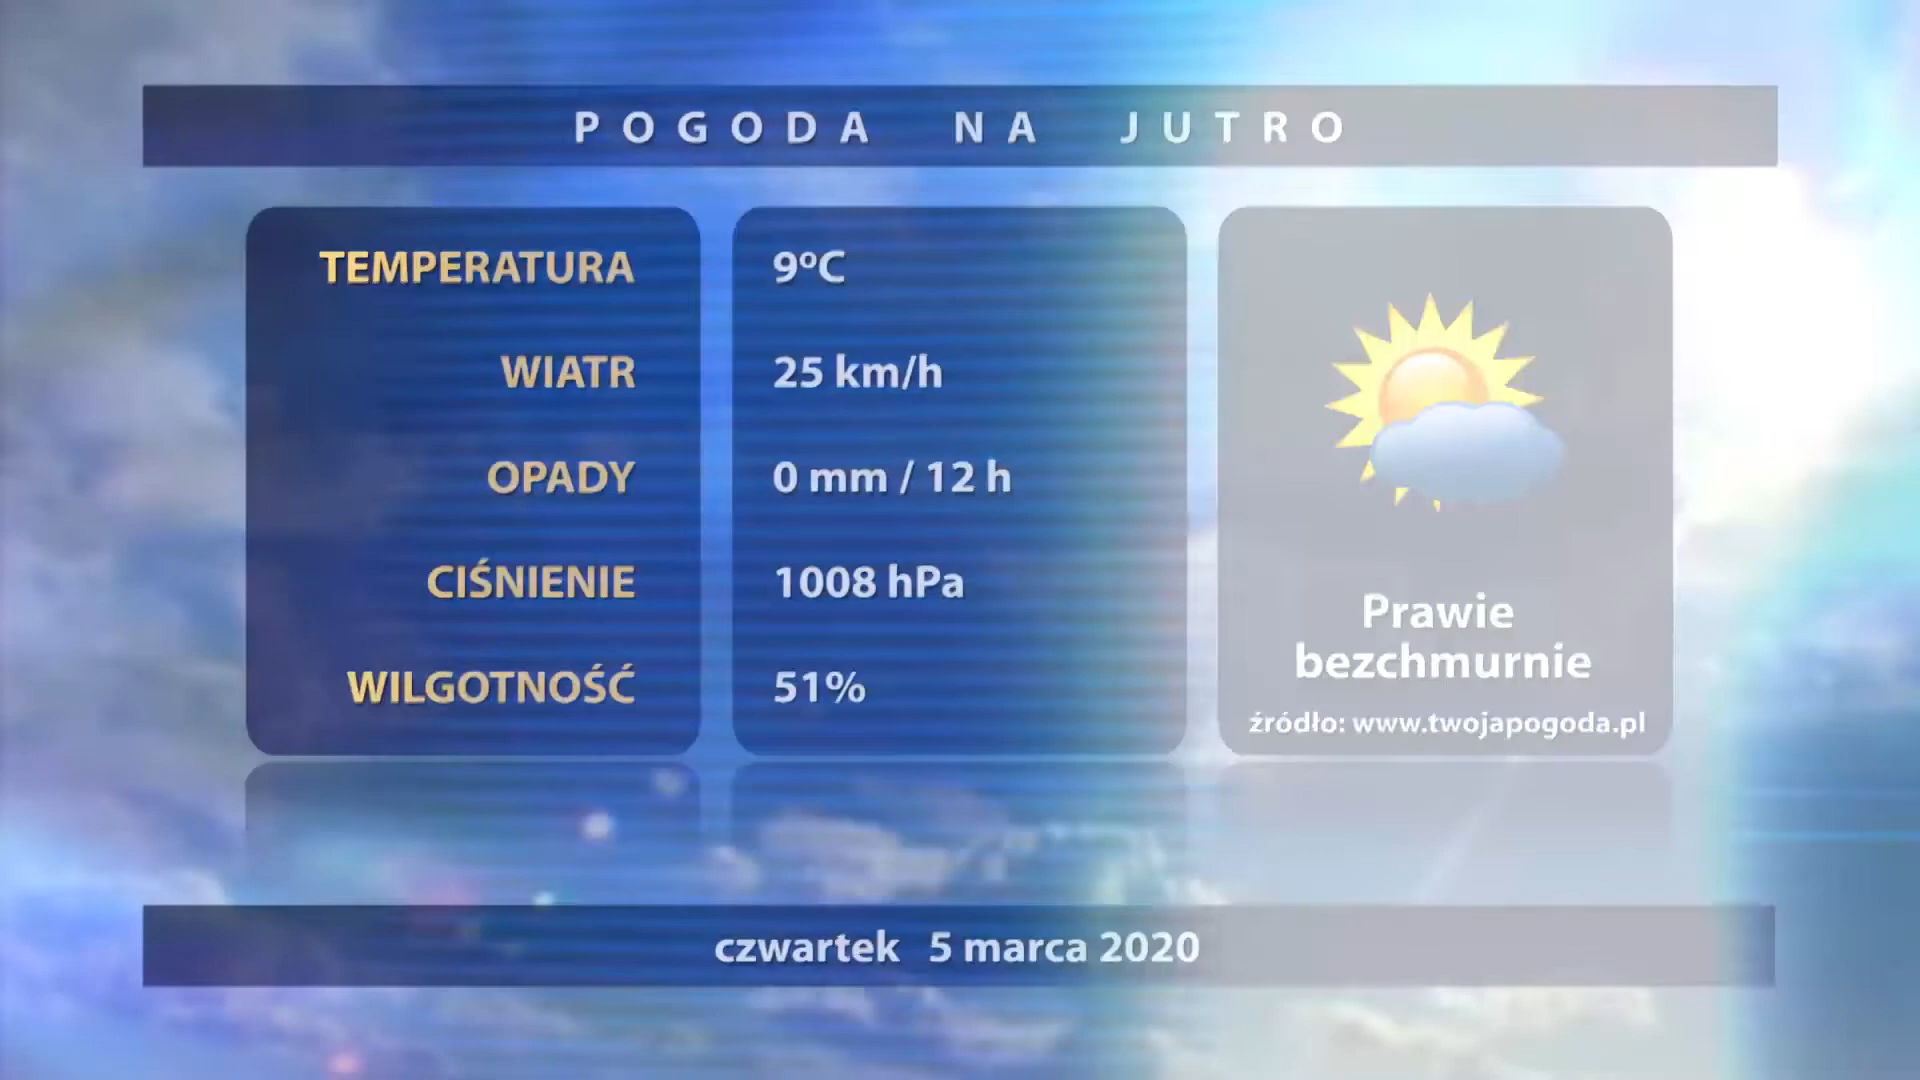 POGODA NA JUTRO
TEMPERATURA 9°C
WIATR 25 km/h
OPADY 0 mm / 12 h
CIŚNIENIE 1008 hPa
WILGOTNOŚĆ 51%
Prawie
bezchmurnie
źródło: www.twojapogoda.pl
czwartek 5 marca 2020